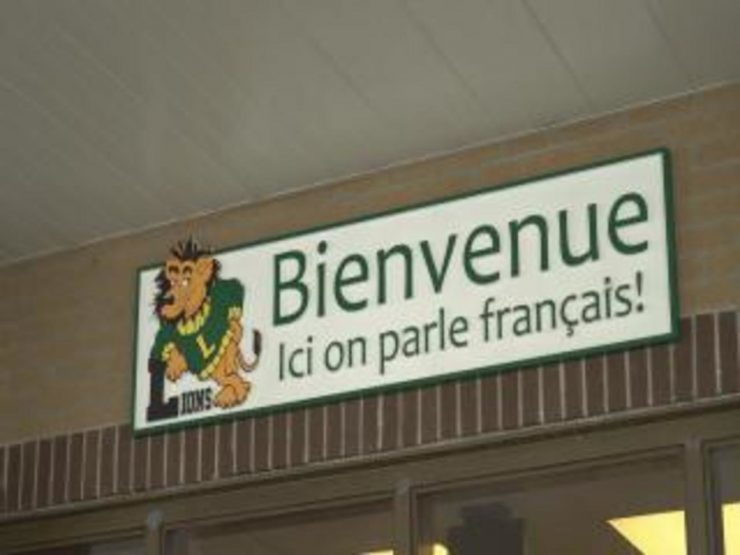 Bienvenue
Ici on parle français!
L
LIONS